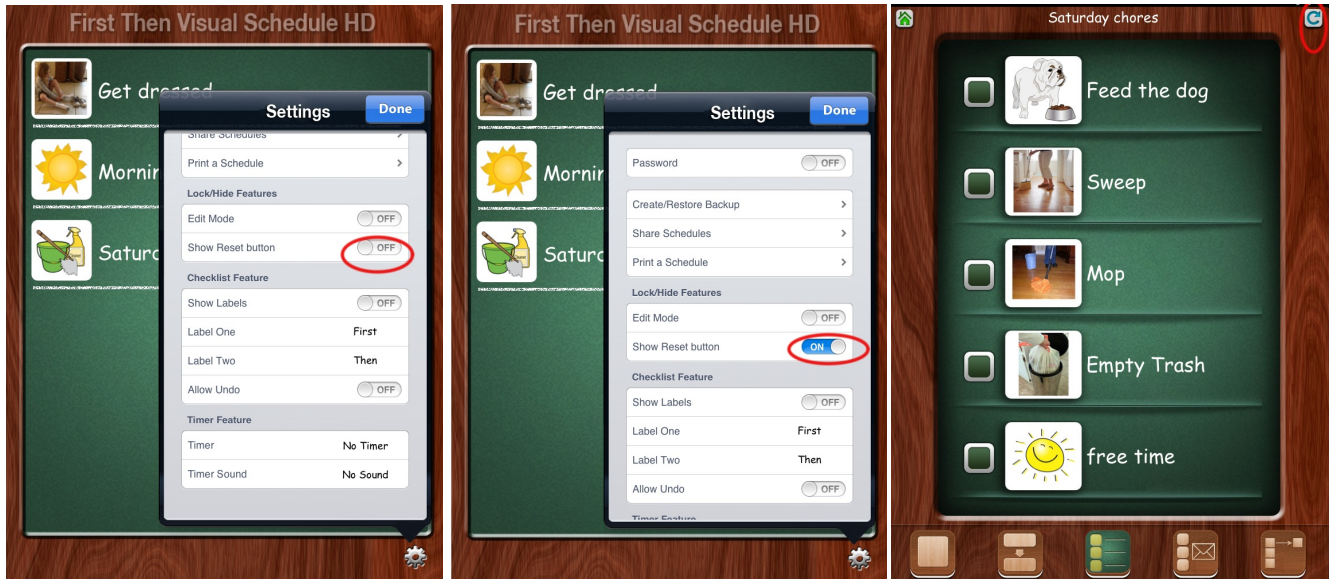 First Then Visual Schedule HD
Get dressed
Settings
Done
Share Schedules
Print a Schedule
Lock/Hide Features
Edit Mode OFF
Show Reset button OFF
Checklist Feature
Show Labels OFF
Label One First
Label Two Then
Allow Undo OFF
Timer Feature
Timer No Timer
Timer Sound No Sound
Mornin
Saturd
First Then Visual Schedule HD
Get dressed
Settings
Done
Password OFF
Create/Restore Backup
Share Schedules
Print a Schedule
Lock/Hide Features
Edit Mode OFF
Show Reset button ON
Checklist Feature
Show Labels OFF
Label One First
Label Two Then
Allow Undo OFF
Timer Feature
Mornin
Saturd
Saturday chores
Feed the dog
Sweep
Mop
Empty Trash
free time